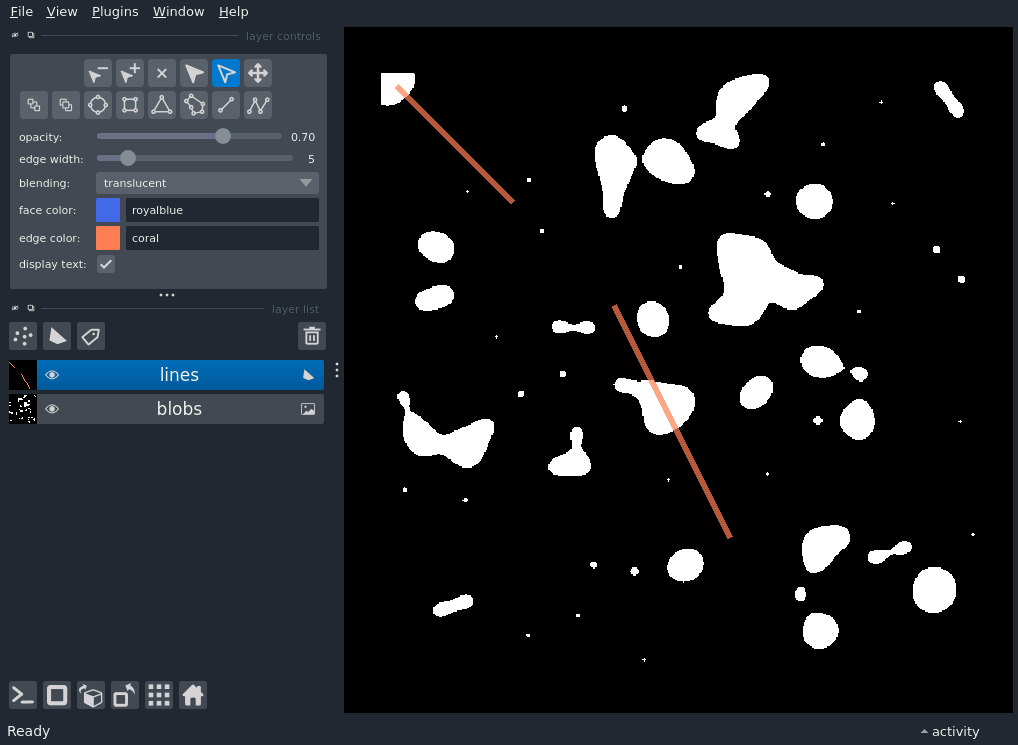 File View Plugins Window Help
layer controls
opacity: 0.70
edge width: 5
blending: translucent
face color: royalblue
edge color: coral
display text:
layer list
lines
blobs
Ready
activity